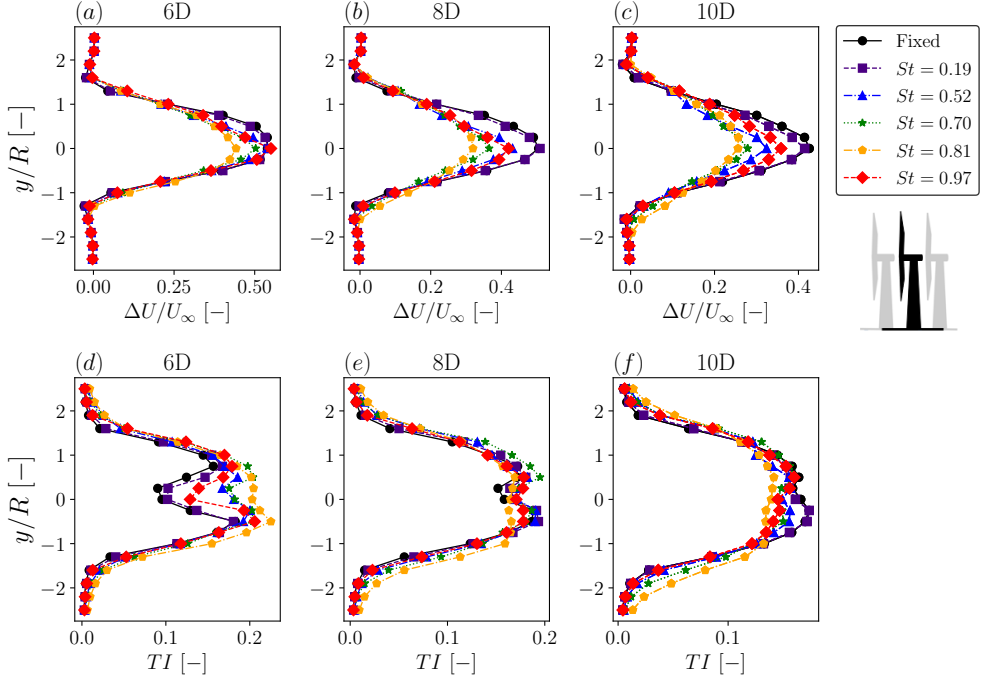 (a) 6D
(b) 8D
(c) 10D
y/R [−]
2
1
0
−1
−2
0.00 0.25 0.50
ΔU/U∞ [−]
0.0 0.2 0.4
ΔU/U∞ [−]
0.0 0.2 0.4
ΔU/U∞ [−]
Fixed
St = 0.19
St = 0.52
St = 0.70
St = 0.81
St = 0.97
(d) 6D
(e) 8D
(f) 10D
y/R [−]
2
1
0
−1
−2
0.0 0.1 0.2
TI [−]
0.0 0.1 0.2
TI [−]
0.0 0.1
TI [−]